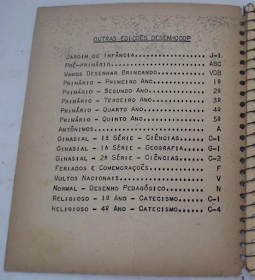 OUTRAS EDIÇÕES DESENHOCOP
JARDIM DE INFÂNCIA J-1
PRÉ-PRIMÁRIO ABC
VAMOS DESENHAR BRINCANDO VDB
PRIMÁRIO - PRIMEIRO ANO 1º
PRIMÁRIO - SEGUNDO ANO 2º
PRIMÁRIO - TERCEIRO ANO 3º
PRIMÁRIO - QUARTO ANO 4º
PRIMÁRIO - QUINTO ANO 5º
ANTÔNIMOS A
GINASIAL - 1ª SÉRIE - CIÊNCIAS C-1
GINASIAL - 1ª SÉRIE - GEOGRAFIA G-1
GINASIAL - 2ª SÉRIE - CIÊNCIAS C-2
FERIADOS E COMEMORAÇÕES F
VULTOS NACIONAIS V
NORMAL - DESENHO PEDAGÓGICO N
RELIGIOSO - 1º ANO - CATECISMO C-1
RELIGIOSO - 4º ANO - CATECISMO C-4